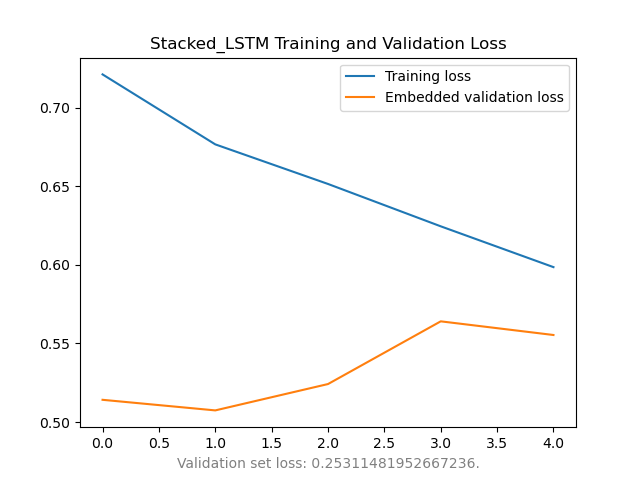 Stacked_LSTM Training and Validation Loss
Training loss
Embedded validation loss
0.70
0.65
0.60
0.55
0.50
0.0 0.5 1.0 1.5 2.0 2.5 3.0 3.5 4.0
Validation set loss: 0.25311481952667236.